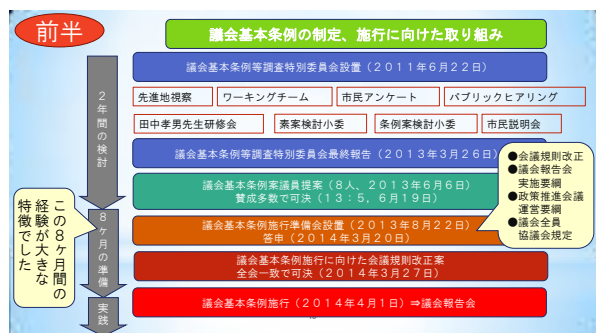 前半
議会基本条例の制定、施行に向けた取り組み
2年間の検討
議会基本条例等調査特別委員会設置(2011年6月22日)
先進地視察
ワーキングチーム
市民アンケート
パブリックヒアリング
田中孝男先生研修会
素案検討小委
条例案検討小委
市民説明会
議会基本条例等調査特別委員会最終報告(2013年3月26日)
●会議規則改正
●議会報告会
実施要綱
●政策推進会議
運営要綱
●議会全員
協議会規定
議会基本条例案議員提案(8人、2013年6月6日)
賛成多数で可決(13:5,6月19日)
この8ヶ月間の
経験が大きな
特徴でした
8ヶ月の準備
議会基本条例施行準備会設置(2013年8月22日)
答申(2014年3月20日)
議会基本条例施行に向けた会議規則改正案
全会一致で可決(2014年3月27日)
実践
議会基本条例施行(2014年4月1日)⇒議会報告会